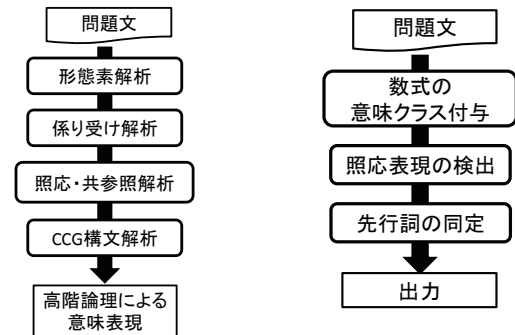 問題文
形態素解析
係り受け解析
照応・共参照解析
CCG構文解析
高階論理による
意味表現
問題文
数式の
意味クラス付与
照応表現の検出
先行詞の同定
出力